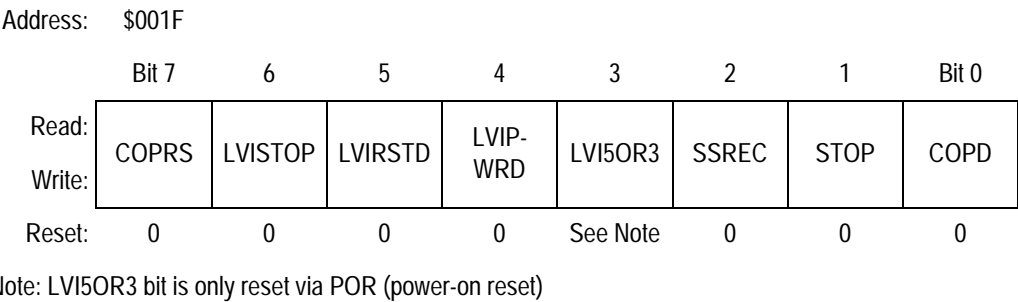 Address: $001F
Bit 7 6 5 4 3 2 1 Bit 0
Read:
COPRS LVISTOP LVIRSTD LVIP-
WRD LVI5OR3 SSREC STOP COPD
Write:
Reset: 0 0 0 0 See Note 0 0 0
Note: LVI5OR3 bit is only reset via POR (power-on reset)